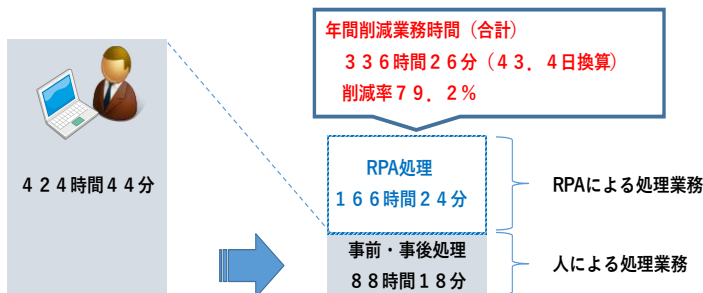 年間削減業務時間（合計）
３３６時間２６分（４３．４日換算）
削減率７９．２％
４２４時間４４分
RPA処理
１６６時間２４分
RPAによる処理業務
事前・事後処理
８８時間１８分
人による処理業務